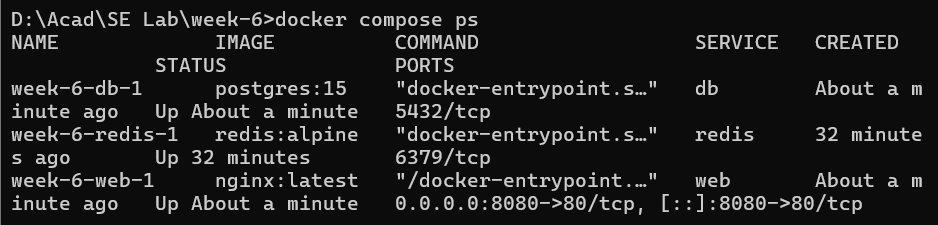 D:\Acad\SE Lab\week-6>docker compose ps
NAME             IMAGE          COMMAND                  SERVICE   CREATED
            STATUS              PORTS
week-6-db-1      postgres:15    "docker-entrypoint.s…"   db        About a m
inute ago   Up About a minute   5432/tcp
week-6-redis-1   redis:alpine   "docker-entrypoint.s…"   redis     32 minute
s ago       Up 32 minutes       6379/tcp
week-6-web-1     nginx:latest   "/docker-entrypoint.…"   web       About a m
inute ago   Up About a minute   0.0.0.0:8080->80/tcp, [::]:8080->80/tcp